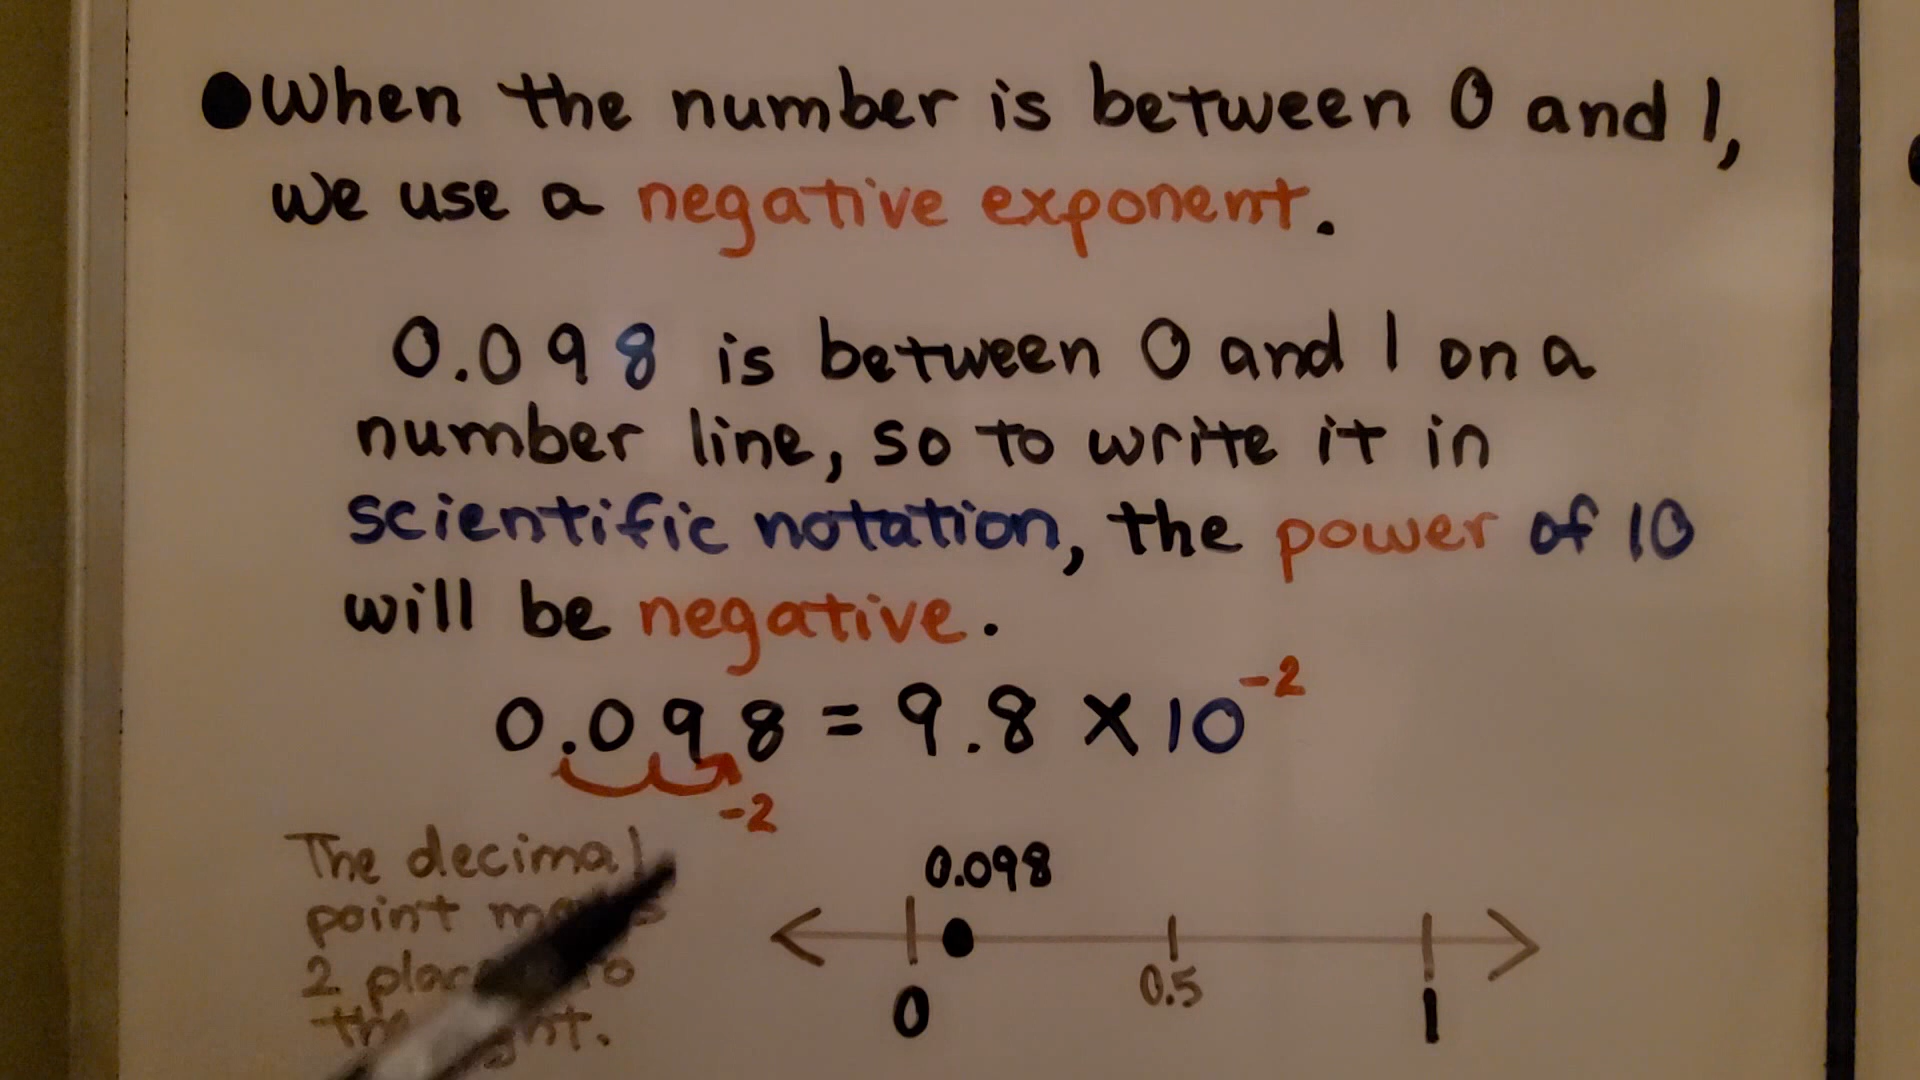 When the number is between 0 and 1,
we use a negative exponent.
0.098 is between 0 and 1 on a
number line, so to write it in
scientific notation, the power of 10
will be negative.
0.098 = 9.8 × 10⁻²
-2
The decimal
point
2 to
0.098
0 0.5 1